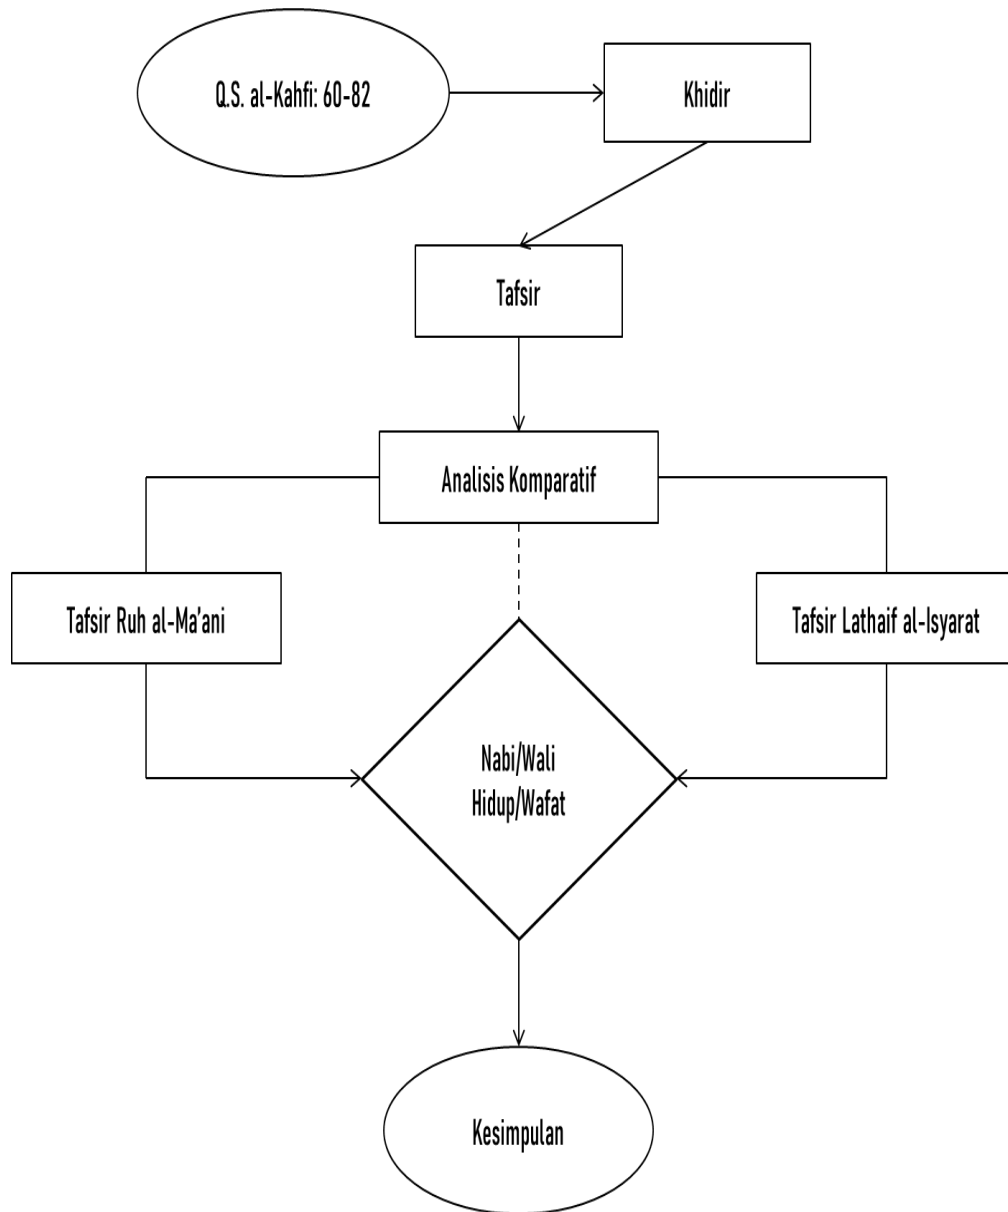 Q.S. al-Kahfi: 60-82
Khidir
Tafsir
Analisis Komparatif
Tafsir Ruh al-Ma'ani
Tafsir Lathaif al-Isyarat
Nabi/Wali
Hidup/Wafat
Kesimpulan